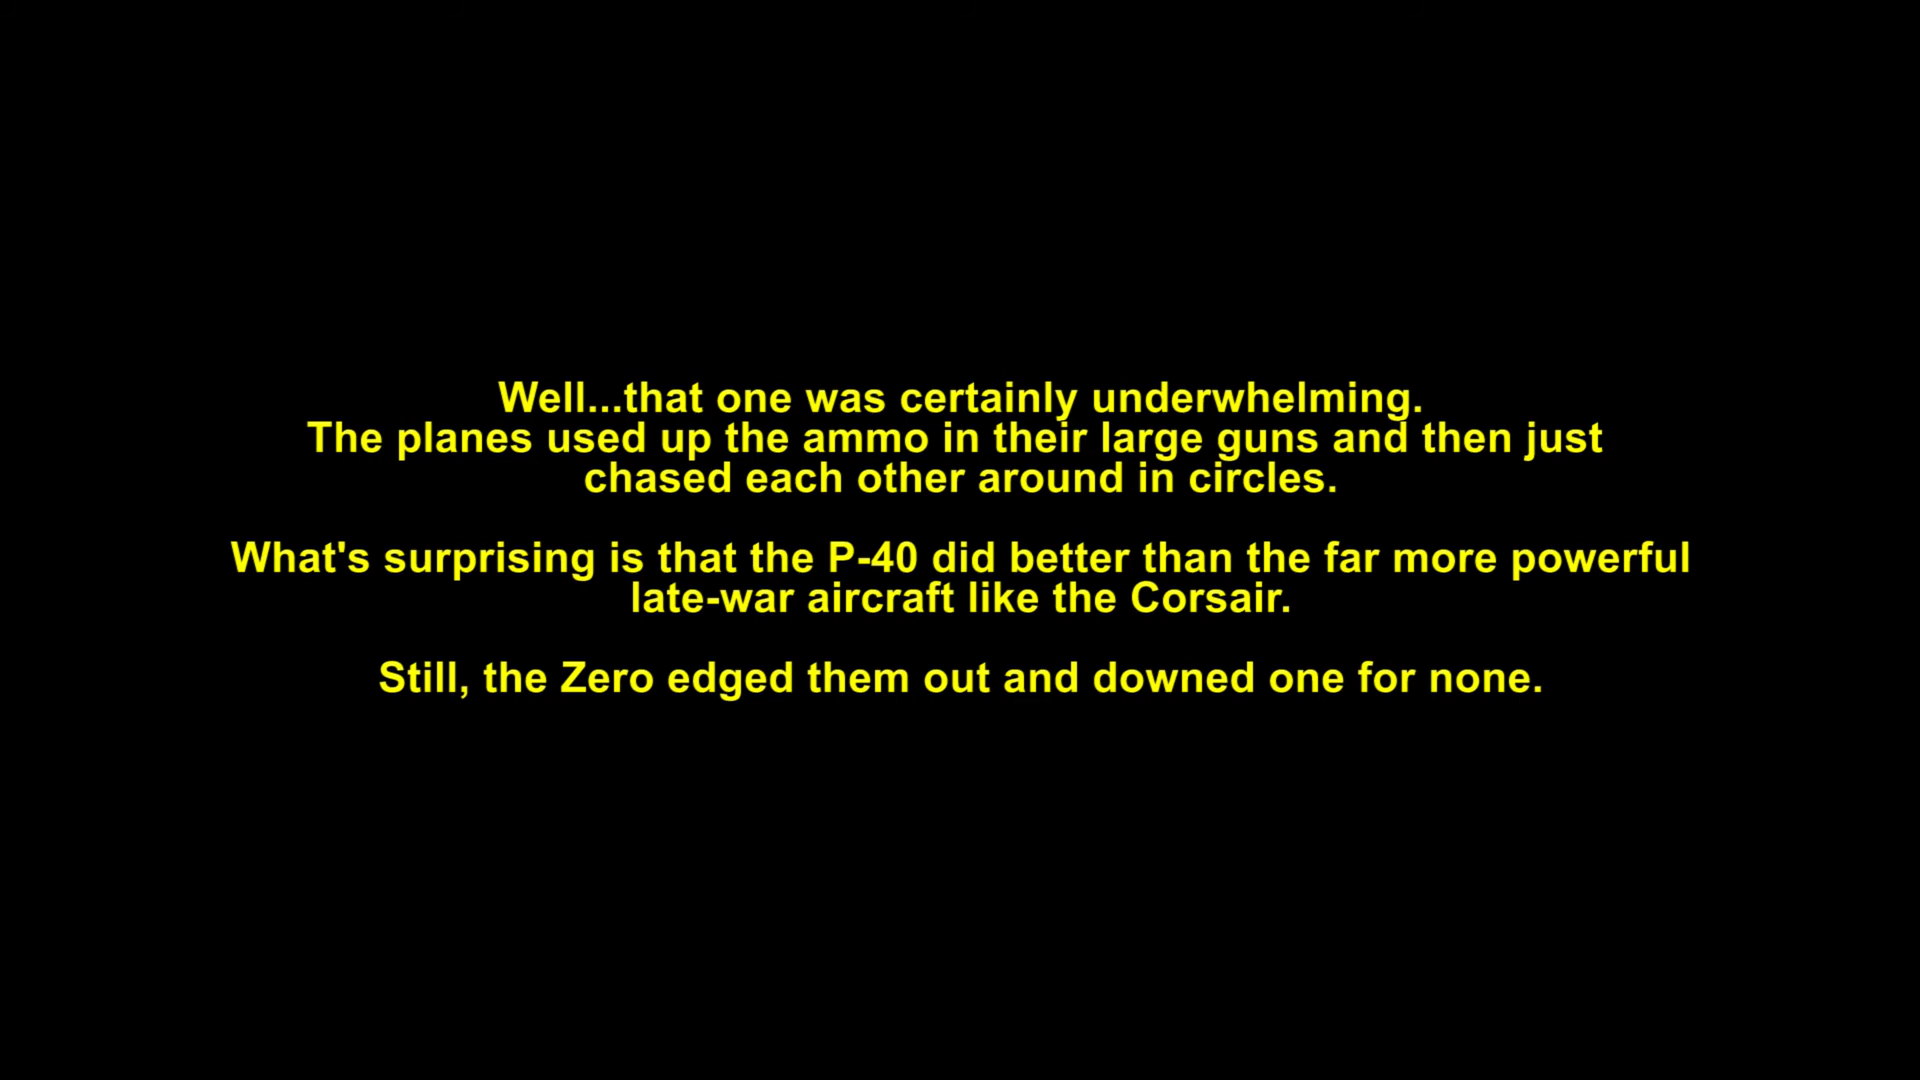 Well...that one was certainly underwhelming.
The planes used up the ammo in their large guns and then just
chased each other around in circles.
What's surprising is that the P-40 did better than the far more powerful
late-war aircraft like the Corsair.
Still, the Zero edged them out and downed one for none.